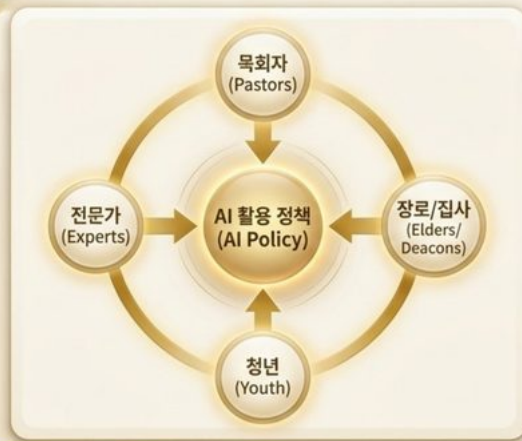 목회자
(Pastors)
전문가
(Experts)
AI 활용 정책
(AI Policy)
장로/집사
(Elders/
Deacons)
청년
(Youth)